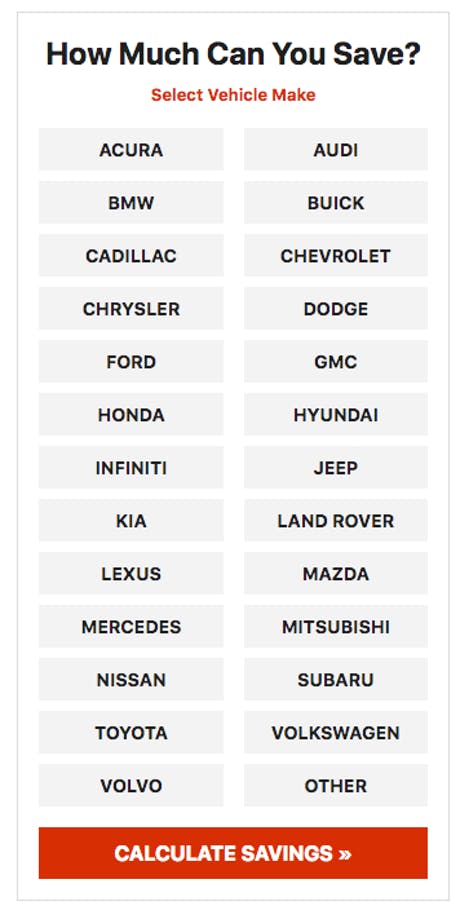 How Much Can You Save?
Select Vehicle Make
ACURA AUDI
BMW BUICK
CADILLAC CHEVROLET
CHRYSLER DODGE
FORD GMC
HONDA HYUNDAI
INFINITI JEEP
KIA LAND ROVER
LEXUS MAZDA
MERCEDES MITSUBISHI
NISSAN SUBARU
TOYOTA VOLKSWAGEN
VOLVO OTHER
CALCULATE SAVINGS »